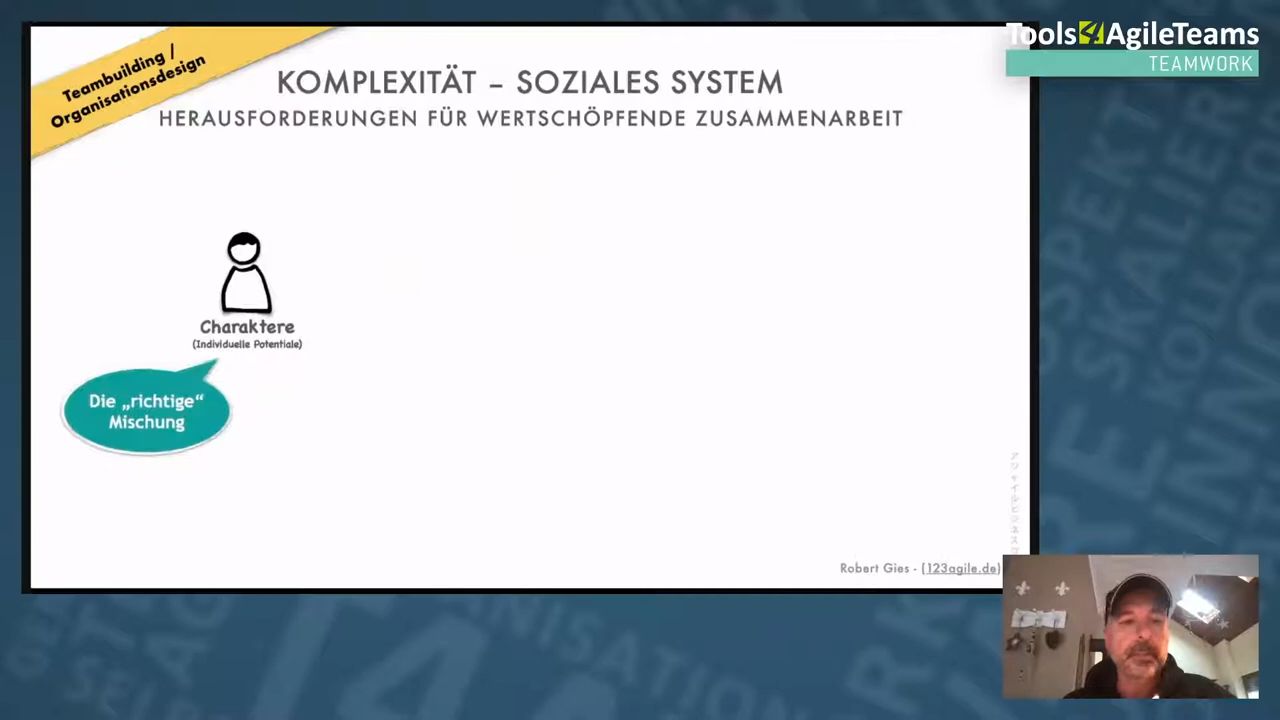 Tools4AgileTeams
TEAMWORK
Teambuilding /
Organisationsdesign
KOMPLEXITÄT – SOZIALES SYSTEM
HERAUSFORDERUNGEN FÜR WERTSCHÖPFENDE ZUSAMMENARBEIT
Charaktere
(Individuelle Potentiale)
Die „richtige“
Mischung
Robert Gies - (123agile.de)